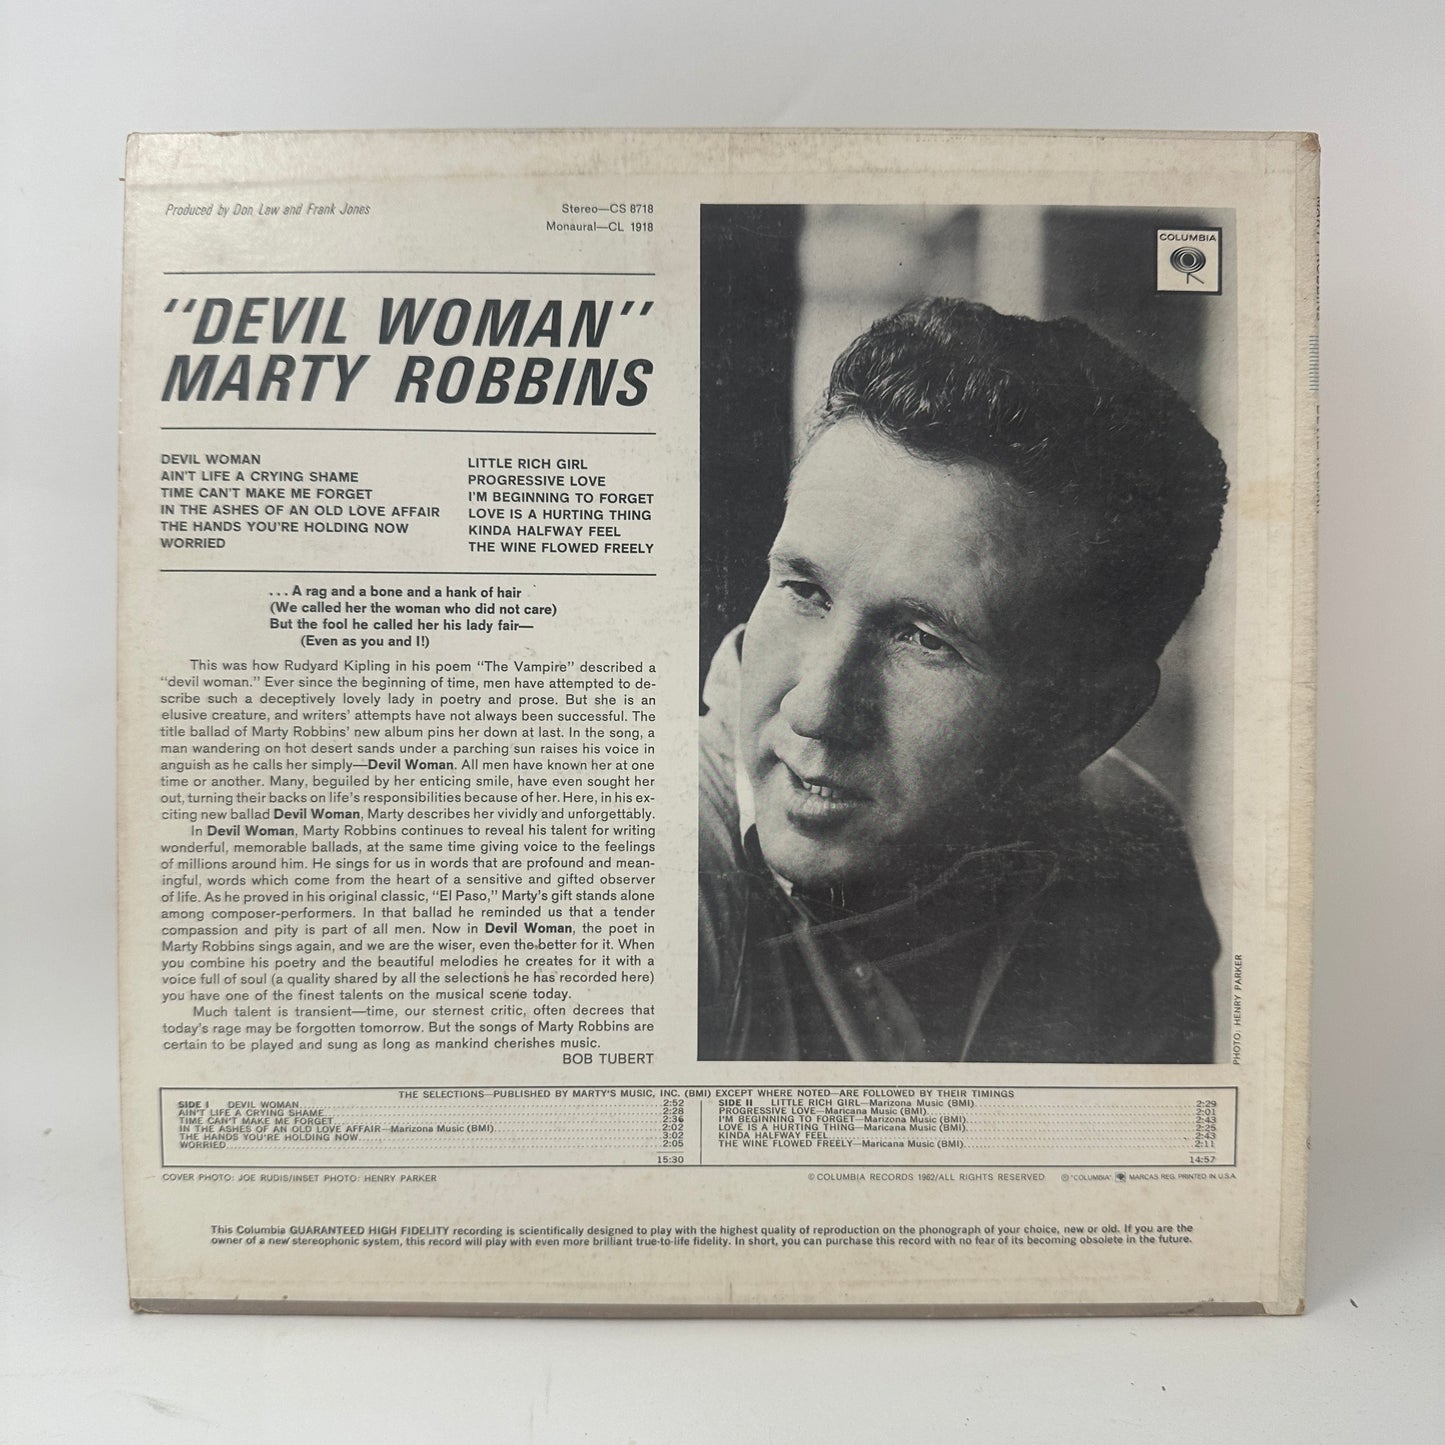 Produced by Don Law and Frank Jones
Stereo—CS 8718
Monaural—CL 1918
COLUMBIA
"DEVIL WOMAN"
MARTY ROBBINS
DEVIL WOMAN
AIN'T LIFE A CRYING SHAME
TIME CAN'T MAKE ME FORGET
IN THE ASHES OF AN OLD LOVE AFFAIR
THE HANDS YOU'RE HOLDING NOW
WORRIED
LITTLE RICH GIRL
PROGRESSIVE LOVE
I'M BEGINNING TO FORGET
LOVE IS A HURTING THING
KINDA HALFWAY FEEL
THE WINE FLOWED FREELY
...A rag and a bone and a hank of hair
(We called her the woman who did not care)
But the fool he called her his lady fair—
(Even as you and I!)
This was how Rudyard Kipling in his poem "The Vampire" described a
"devil woman." Ever since the beginning of time, men have attempted to de-
scribe such a deceptively lovely lady in poetry and prose. But she is an
elusive creature, and writers' attempts have not always been successful. The
title ballad of Marty Robbins' new album pins her down at last. In the song, a
man wandering on hot desert sands under a parching sun raises his voice in
anguish as he calls her simply—Devil Woman. All men have known her at one
time or another. Many, beguiled by her enticing smile, have even sought her
out, turning their backs on life's responsibilities because of her. Here, in his ex-
citing new ballad Devil Woman, Marty describes her vividly and unforgettably.
In Devil Woman, Marty Robbins continues to reveal his talent for writing
wonderful, memorable ballads, at the same time giving voice to the feelings
of millions around him. He sings for us in words that are profound and mean-
ingful, words which come from the heart of a sensitive and gifted observer
of life. As he proved in his original classic, "El Paso," Marty's gift stands alone
among composer-performers. In that ballad he reminded us that a tender
compassion and pity is part of all men. Now in Devil Woman, the poet in
Marty Robbins sings again, and we are the wiser, even the better for it. When
you combine his poetry and the beautiful melodies he creates for it with a
voice full of soul (a quality shared by all the selections he has recorded here)
you have one of the finest talents on the musical scene today.
Much talent is transient—time, our sternest critic, often decrees that
today's rage may be forgotten tomorrow. But the songs of Marty Robbins are
certain to be played and sung as long as mankind cherishes music.
BOB TUBERT
PHOTO: HENRY PARKER
THE SELECTIONS—PUBLISHED BY MARTY'S MUSIC, INC. (BMI) EXCEPT WHERE NOTED—ARE FOLLOWED BY THEIR TIMINGS
SIDE I DEVIL WOMAN 2:52
AIN'T LIFE A CRYING SHAME 2:28
TIME CAN'T MAKE ME FORGET 2:36
IN THE ASHES OF AN OLD LOVE AFFAIR—Marizona Music (BMI) 2:02
THE HANDS YOU'RE HOLDING NOW 3:02
WORRIED 2:05
15:30
SIDE II LITTLE RICH GIRL—Marizona Music (BMI) 2:29
PROGRESSIVE LOVE—Maricana Music (BMI) 2:01
I'M BEGINNING TO FORGET—Marizona Music (BMI) 2:43
LOVE IS A HURTING THING—Maricana Music (BMI) 2:25
KINDA HALFWAY FEEL 2:43
THE WINE FLOWED FREELY—Maricana Music (BMI) 2:11
14:57
COVER PHOTO: JOE RUDIS/INSET PHOTO: HENRY PARKER
© COLUMBIA RECORDS 1962/ALL RIGHTS RESERVED
® "COLUMBIA" MARCAS REG. PRINTED IN U.S.A.
This Columbia GUARANTEED HIGH FIDELITY recording is scientifically designed to play with the highest quality of reproduction on the phonograph of your choice, new or old. If you are the
owner of a new stereophonic system, this record will play with even more brilliant true-to-life fidelity. In short, you can purchase this record with no fear of its becoming obsolete in the future.